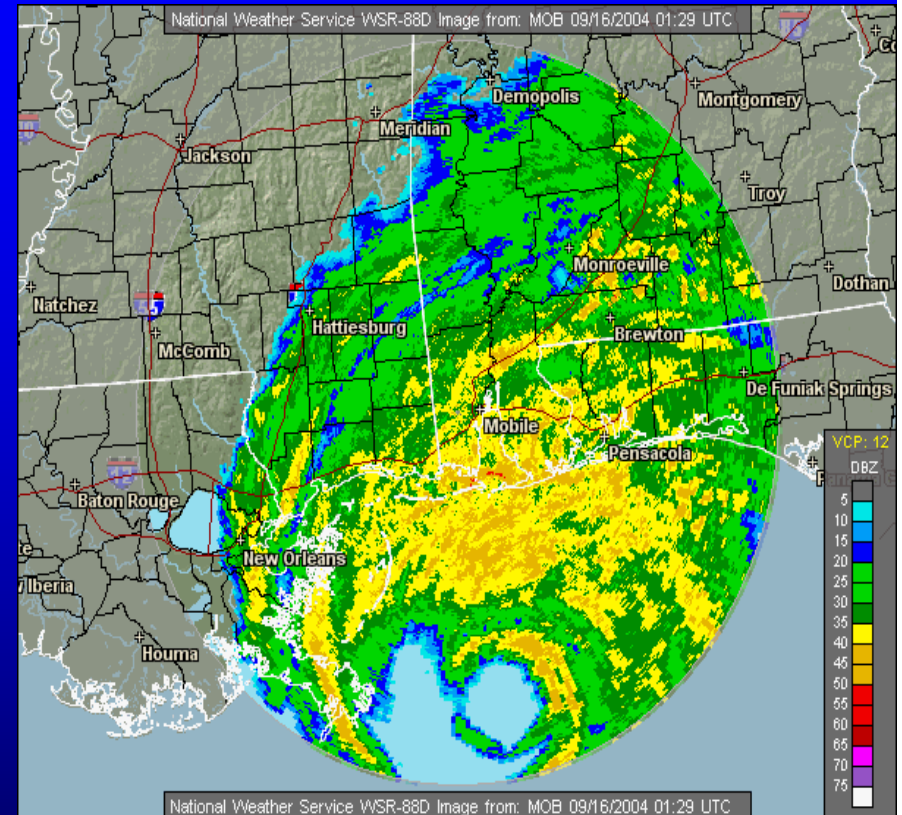 National Weather Service WSR-88D Image from: MOB 09/16/2004 01:29 UTC
Demopolis
Montgomery
Meridian
Jackson
Troy
Monroeville
Dothan
Natchez
Hattiesburg
Brewton
McComb
De Funiak Springs
Mobile
Pensacola
VCP: 12
DBZ
Baton Rouge
New Orleans
Iberia
Houma
5
10
15
20
25
30
35
40
45
50
55
60
65
70
75
National Weather Service WSR-88D Image from: MOB 09/16/2004 01:29 UTC